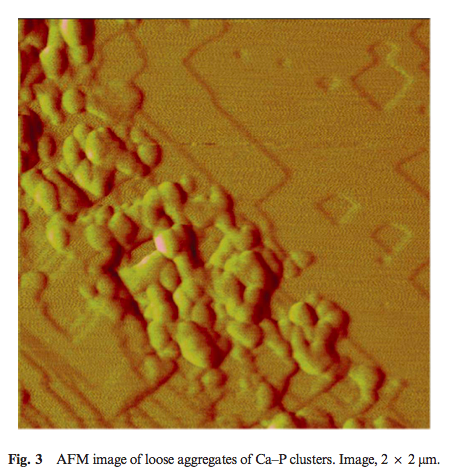 Fig. 3 AFM image of loose aggregates of Ca–P clusters. Image, 2 × 2 μm.